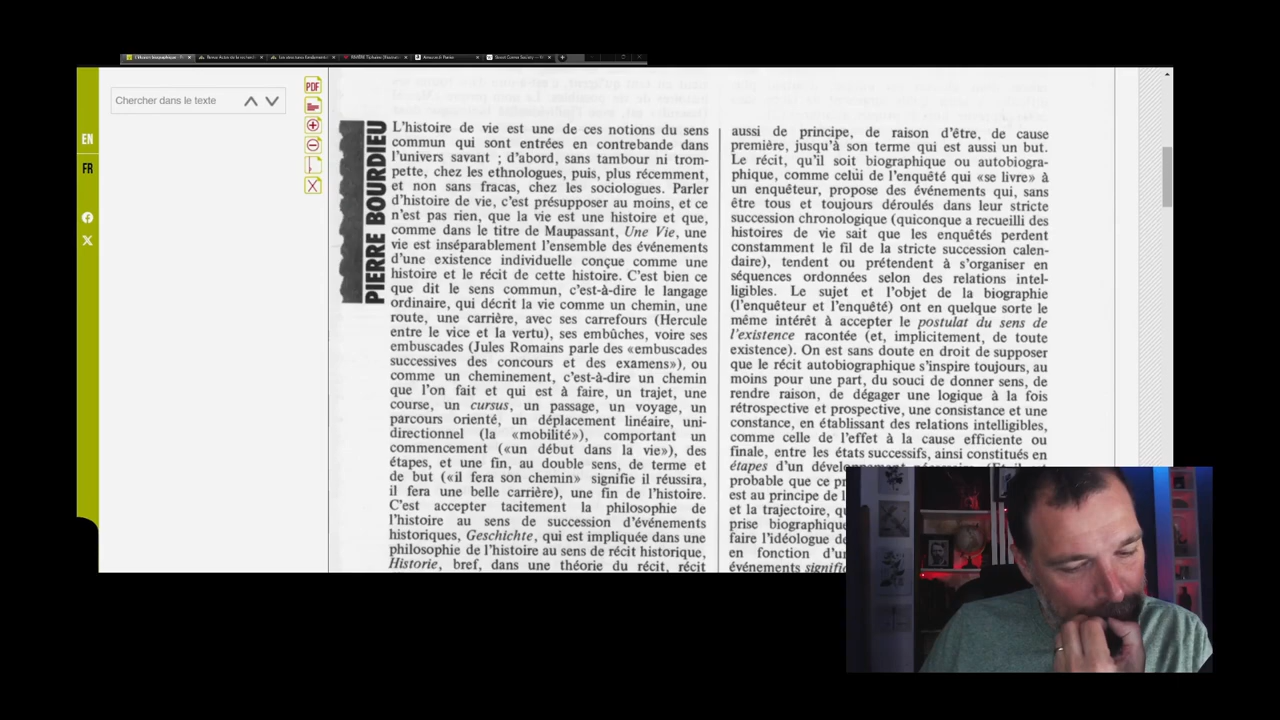 Chercher dans le texte
EN
FR
PDF
PIERRE BOURDIEU
L'histoire de vie est une de ces notions du sens
commun qui sont entrées en contrebande dans
l'univers savant ; d'abord, sans tambour ni trom-
pette, chez les ethnologues, puis, plus récemment,
et non sans fracas, chez les sociologues. Parler
d'histoire de vie, c'est présupposer au moins, et ce
n'est pas rien, que la vie est une histoire et que,
comme dans le titre de Maupassant, Une Vie, une
vie est inséparablement l'ensemble des événements
d'une existence individuelle conçue comme une
histoire et le récit de cette histoire. C'est bien ce
que dit le sens commun, c'est-à-dire le langage
ordinaire, qui décrit la vie comme un chemin, une
route, une carrière, avec ses carrefours (Hercule
entre le vice et la vertu), ses embûches, voire ses
embuscades (Jules Romains parle des «embuscades
successives des concours et des examens»), ou
comme un cheminement, c'est-à-dire un chemin
que l'on fait et qui est à faire, un trajet, une
course, un cursus, un passage, un voyage, un
parcours orienté, un déplacement linéaire, uni-
directionnel (la «mobilité»), comportant un
commencement («un début dans la vie»), des
étapes, et une fin, au double sens, de terme et
de but («il fera son chemin» signifie il réussira,
il fera une belle carrière), une fin de l'histoire.
C'est accepter tacitement la philosophie de
l'histoire au sens de succession d'événements
historiques, Geschichte, qui est impliquée dans une
philosophie de l'histoire au sens de récit historique,
Historie, bref, dans une théorie du récit, récit
aussi de principe, de raison d'être, de cause
première, jusqu'à son terme qui est aussi un but.
Le récit, qu'il soit biographique ou autobiogra-
phique, comme celui de l'enquêté qui «se livre» à
un enquêteur, propose des événements qui, sans
être tous et toujours déroulés dans leur stricte
succession chronologique (quiconque a recueilli des
histoires de vie sait que les enquêtés perdent
constamment le fil de la stricte succession calen-
daire), tendent ou prétendent à s'organiser en
séquences ordonnées selon des relations intel-
ligibles. Le sujet et l'objet de la biographie
(l'enquêteur et l'enquêté) ont en quelque sorte le
même intérêt à accepter le postulat du sens de
l'existence racontée (et, implicitement, de toute
existence). On est sans doute en droit de supposer
que le récit autobiographique s'inspire toujours, au
moins pour une part, du souci de donner sens, de
rendre raison, de dégager une logique à la fois
rétrospective et prospective, une consistance et une
constance, en établissant des relations intelligibles,
comme celle de l'effet à la cause efficiente ou
finale, entre les états successifs, ainsi constitués en
étapes d'un
probable que ce
est au principe de
et la trajectoire,
prise biographique
faire l'idéologue
en fonction
événements